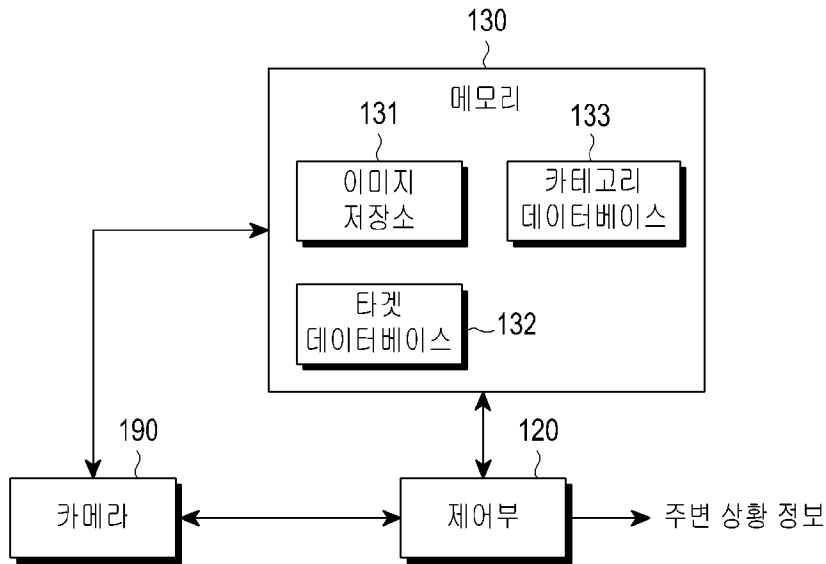 130
메모리
131
133
이미지
저장소
카테고리
데이터베이스
타겟
데이터베이스
132
190
120
카메라
제어부
주변 상황 정보